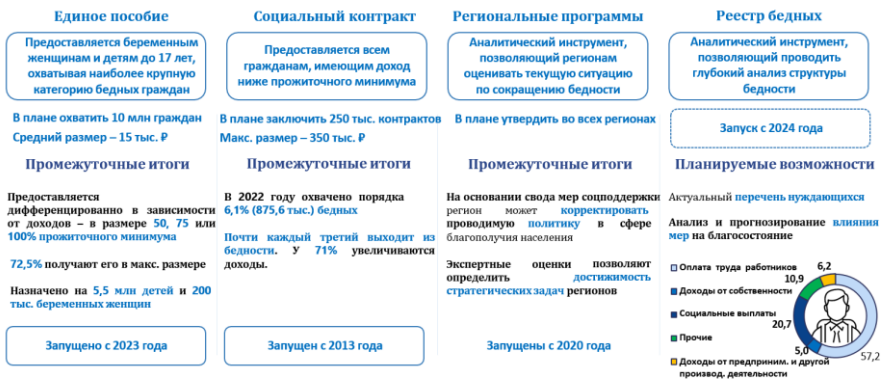 Единое пособие
Предоставляется беременным
женщинам и детям до 17 лет,
охватывая наиболее крупную
категорию бедных граждан
В плане охватить 10 млн граждан
Средний размер – 15 тыс. ₽
Промежуточные итоги
Предоставляется
дифференцированно в зависимости
от доходов – в размере 50, 75 или
100% прожиточного минимума
72,5% получают его в макс. размере
Назначено на 5,5 млн детей и 200
тыс. беременных женщин
Запущено с 2023 года
Социальный контракт
Предоставляется всем
гражданам, имеющим доход
ниже прожиточного минимума
В плане заключить 250 тыс. контрактов
Макс. размер – 350 тыс. ₽
Промежуточные итоги
В 2022 году охвачено порядка
6,1% (875,6 тыс.) бедных
Почти каждый третий выходит из
бедности. У 71% увеличиваются
доходы.
Запущен с 2013 года
Региональные программы
Аналитический инструмент,
позволяющий регионам
оценивать текущую ситуацию
по сокращению бедности
В плане утвердить во всех регионах
Промежуточные итоги
На основании свода мер соцподдержки
регион может корректировать
проводимую политику в сфере
благополучия населения
Экспертные оценки позволяют
определить достижимость
стратегических задач регионов
Запущены с 2020 года
Реестр бедных
Аналитический инструмент,
позволяющий проводить
глубокий анализ структуры
бедности
Запуск с 2024 года
Планируемые возможности
Актуальный перечень нуждающихся
Анализ и прогнозирование влияния
мер на благосостояние
Оплата труда работников
Доходы от собственности
Социальные выплаты
Прочие
Доходы от предприним. и другой
производ. деятельности
6,2
10,9
20,7
5,0
57,2